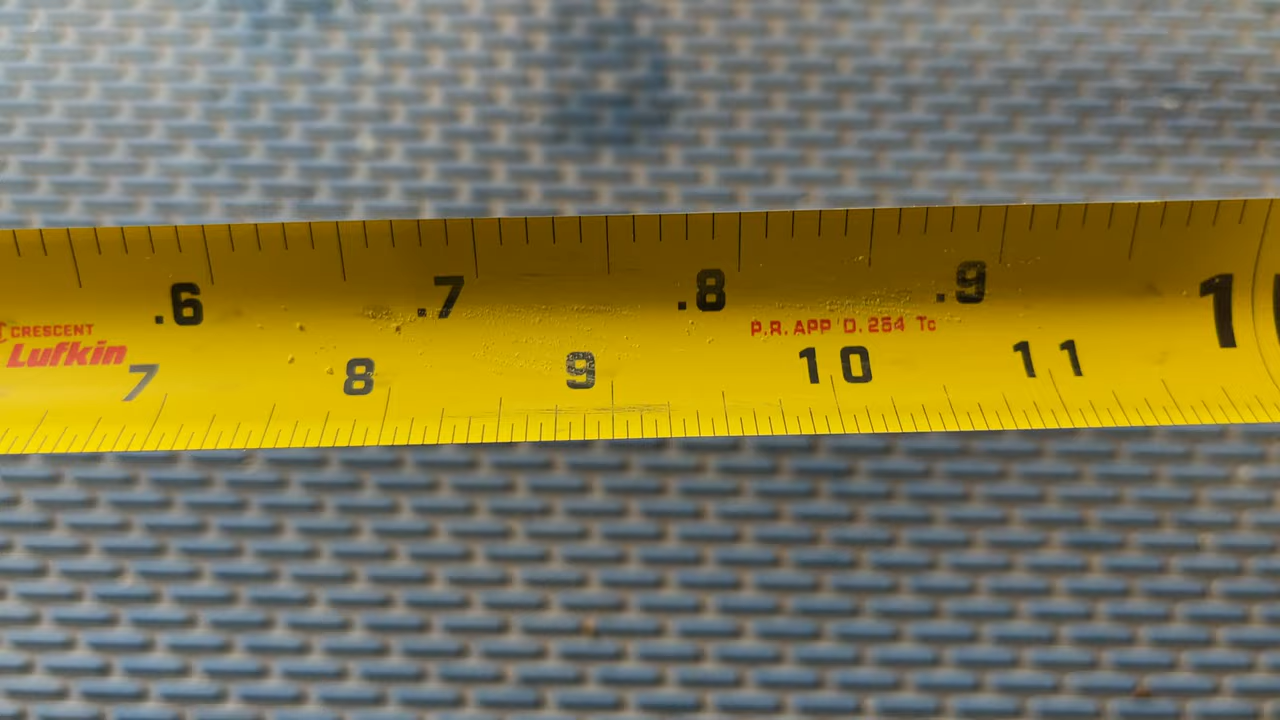 .6 .7 .8 .9 1
CRESCENT
Lufkin
P.R. APP'D. 254 Tc
7 8 9 10 11